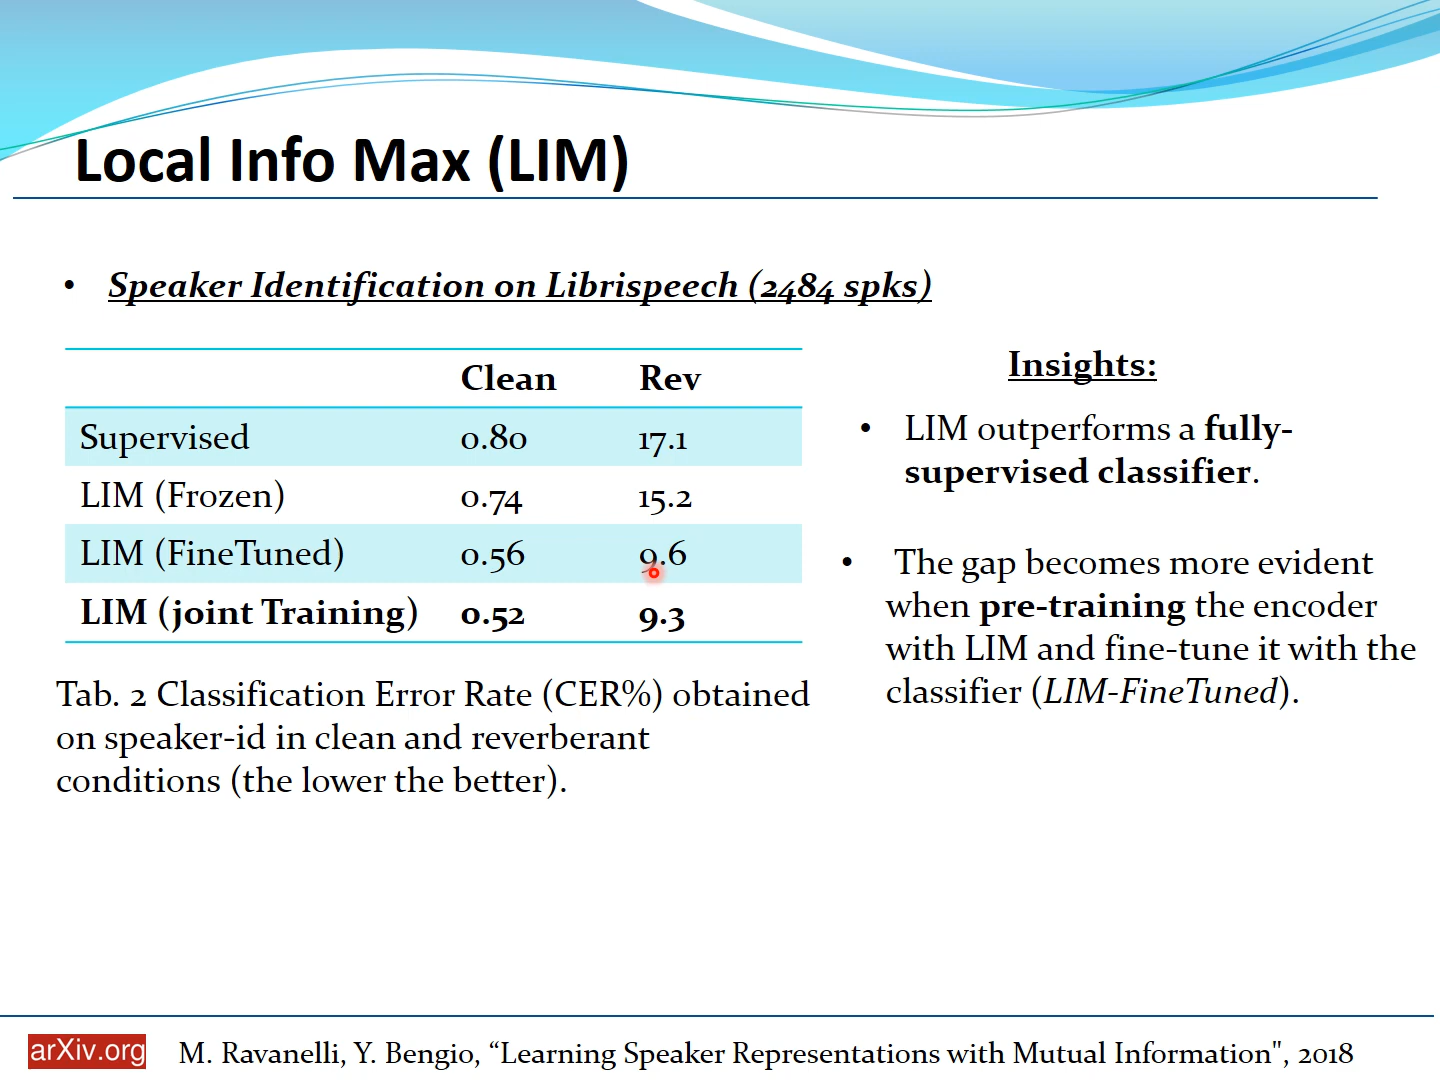 Local Info Max (LIM)
• Speaker Identification on Librispeech (2484 spks)
Clean Rev
Supervised 0.80 17.1
LIM (Frozen) 0.74 15.2
LIM (FineTuned) 0.56 9.6
LIM (joint Training) 0.52 9.3
Tab. 2 Classification Error Rate (CER%) obtained
on speaker-id in clean and reverberant
conditions (the lower the better).
Insights:
• LIM outperforms a fully-
supervised classifier.
• The gap becomes more evident
when pre-training the encoder
with LIM and fine-tune it with the
classifier (LIM-FineTuned).
arXiv.org M. Ravanelli, Y. Bengio, “Learning Speaker Representations with Mutual Information", 2018